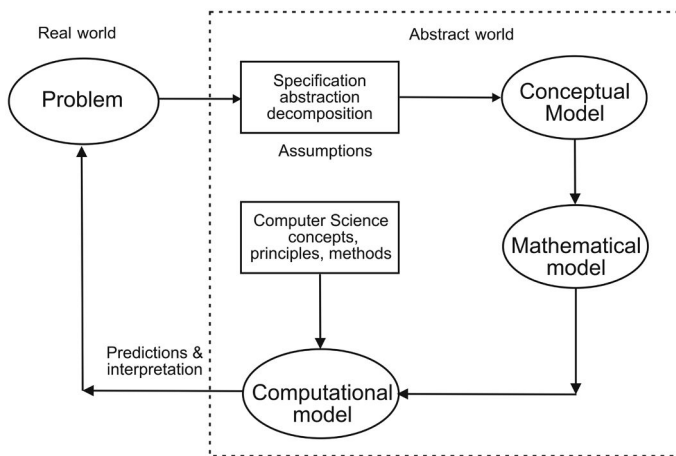 Real world
Abstract world
Problem
Specification
abstraction
decomposition
Conceptual
Model
Assumptions
Computer Science
concepts,
principles, methods
Mathematical
model
Predictions &
interpretation
Computational
model